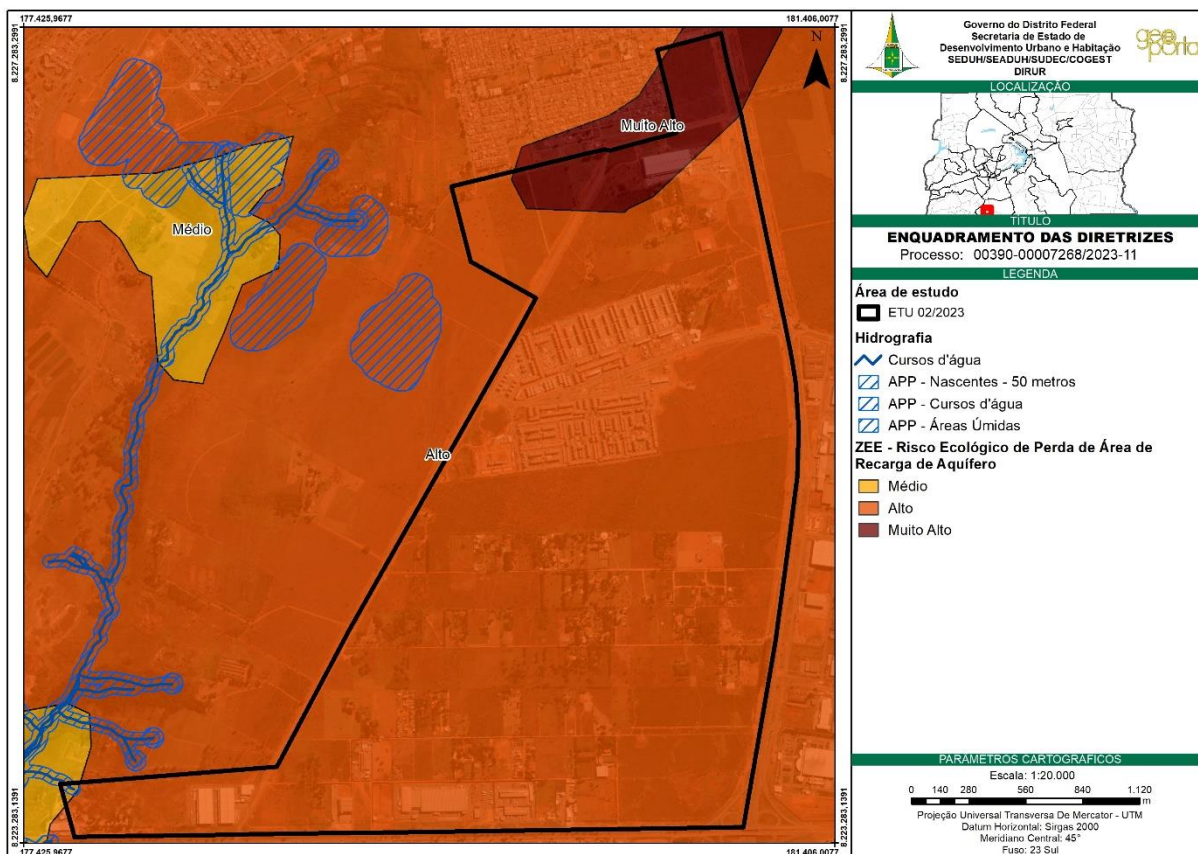 177.425,9677
181.406,0077
8.227.283,2991
8.227.283,2991
N
Muito Alto
Médio
Alto
8.223.283,1391
8.223.283,1391
177.425,9677
181.406,0077
Governo do Distrito Federal
Secretaria de Estado de
Desenvolvimento Urbano e Habitação
SEDUH/SEADUH/SUDEC/COGEST
DIRUR
geoportal
LOCALIZAÇÃO
TÍTULO
ENQUADRAMENTO DAS DIRETRIZES
Processo: 00390-00007268/2023-11
LEGENDA
Área de estudo
ETU 02/2023
Hidrografia
Cursos d'água
APP - Nascentes - 50 metros
APP - Cursos d'água
APP - Áreas Úmidas
ZEE - Risco Ecológico de Perda de Área de
Recarga de Aquífero
Médio
Alto
Muito Alto
PARÂMETROS CARTOGRÁFICOS
Escala: 1:20.000
0 140 280 560 840 1.120
m
Projeção Universal Transversa De Mercator - UTM
Datum Horizontal: Sirgas 2000
Meridiano Central: 45°
Fuso: 23 Sul